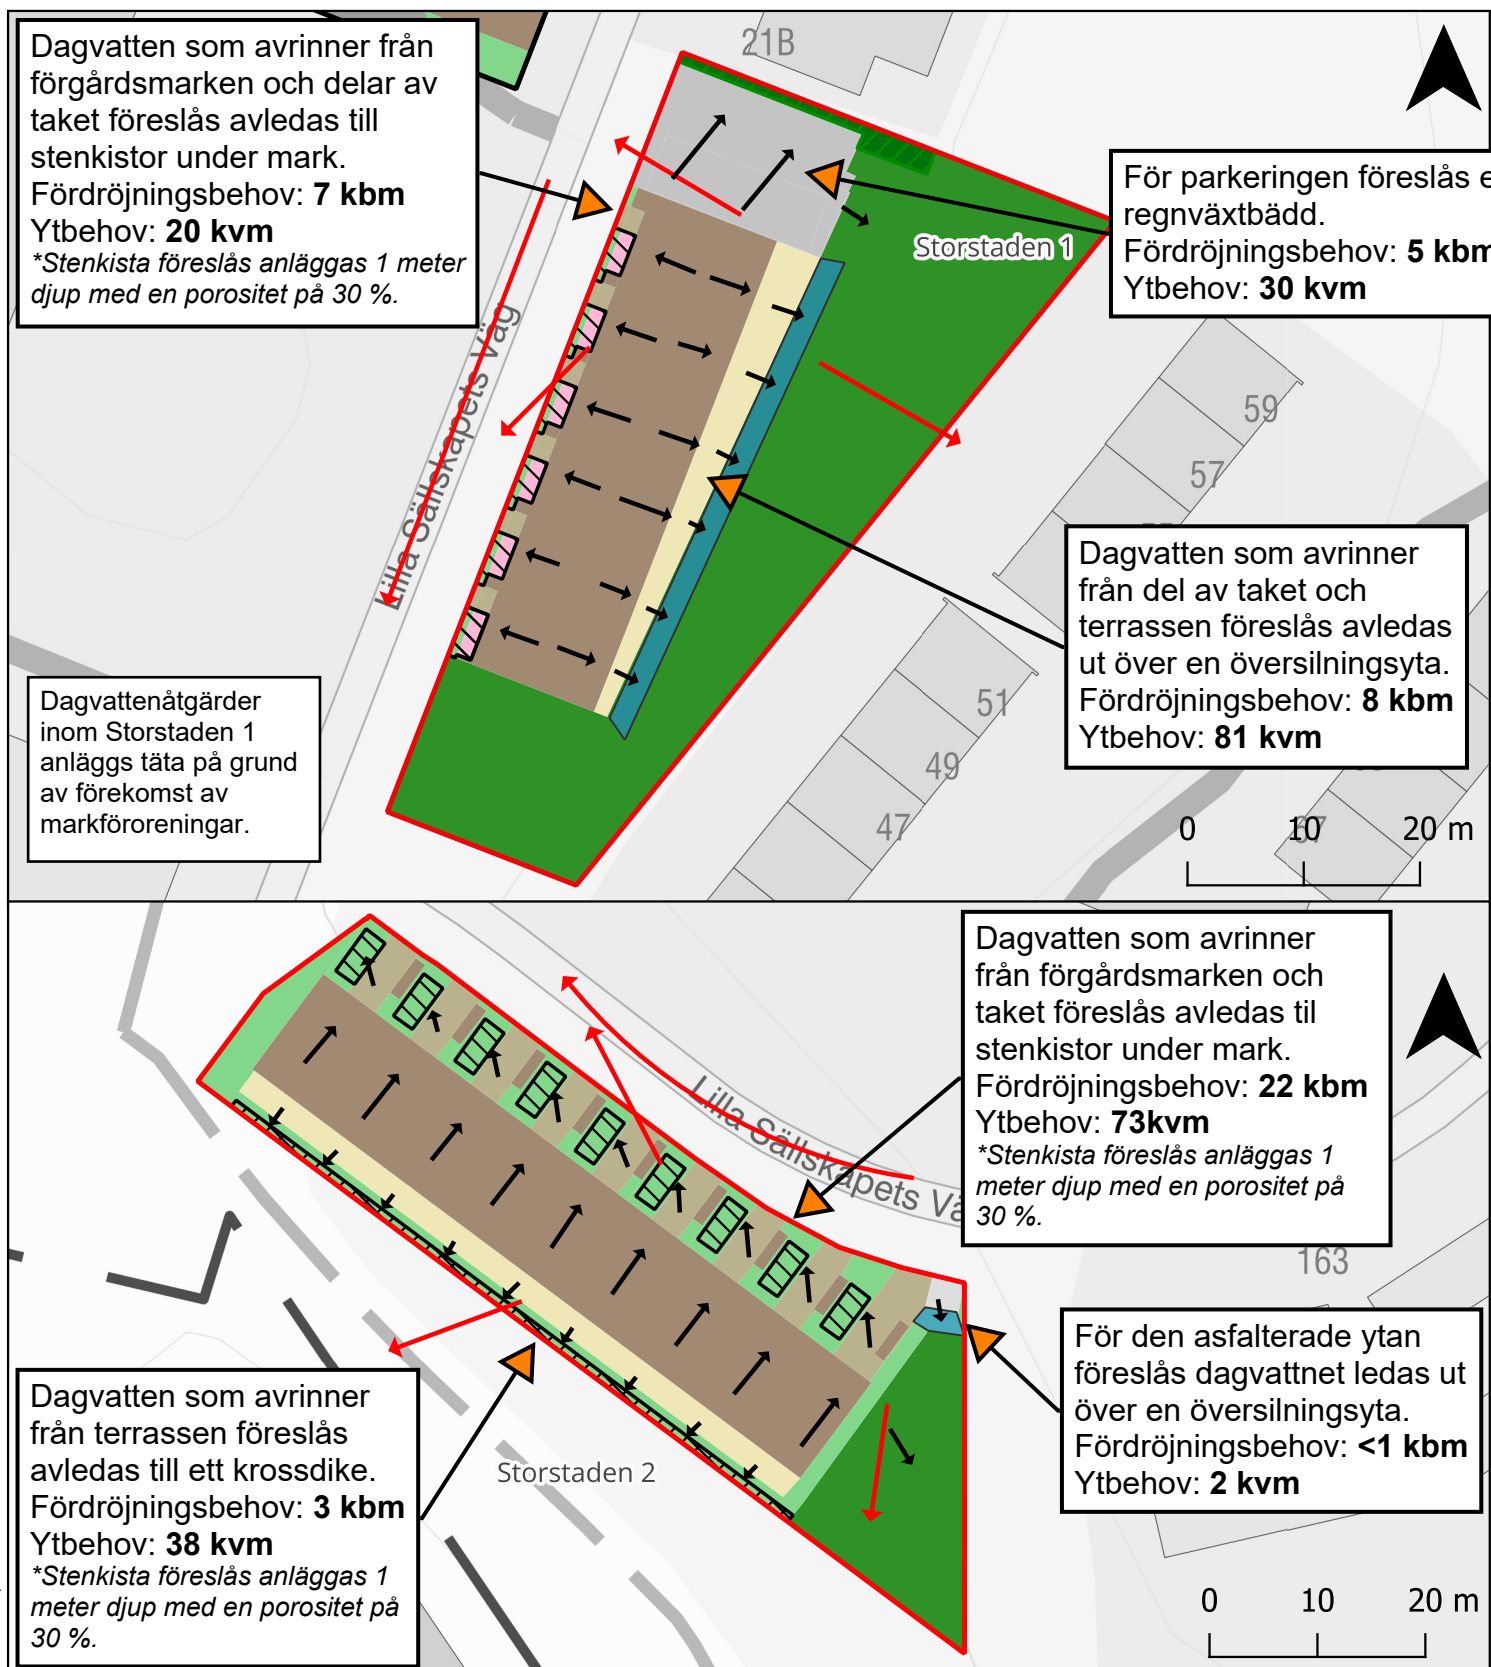 Dagvatten som avrinner från
förgårdsmarken och delar av
taket föreslås avledas till
stenkistor under mark.
Fördröjningsbehov: 7 kbm
Ytbehov: 20 kvm
*Stenkista föreslås anläggas 1 meter
djup med en porositet på 30 %.
21B
För parkeringen föreslås e
regnväxtbädd.
Fördröjningsbehov: 5 kbm
Ytbehov: 30 kvm
Storstaden 1
Lilla Sällskapets Väg
59
57
Dagvatten som avrinner
från del av taket och
terrassen föreslås avledas
ut över en översilningsyta.
Fördröjningsbehov: 8 kbm
Ytbehov: 81 kvm
51
49
47
67
Dagvattenåtgärder
inom Storstaden 1
anläggs täta på grund
av förekomst av
markföroreningar.
0 10 20 m
Dagvatten som avrinner
från förgårdsmarken och
taket föreslås avledas til
stenkistor under mark.
Fördröjningsbehov: 22 kbm
Ytbehov: 73kvm
*Stenkista föreslås anläggas 1
meter djup med en porositet på
30 %.
Lilla Sällskapets Vä
163
För den asfalterade ytan
föreslås dagvattnet ledas ut
över en översilningsyta.
Fördröjningsbehov: <1 kbm
Ytbehov: 2 kvm
Dagvatten som avrinner
från terrassen föreslås
avledas till ett krossdike.
Fördröjningsbehov: 3 kbm
Ytbehov: 38 kvm
*Stenkista föreslås anläggas 1
meter djup med en porositet på
30 %.
Storstaden 2
0 10 20 m